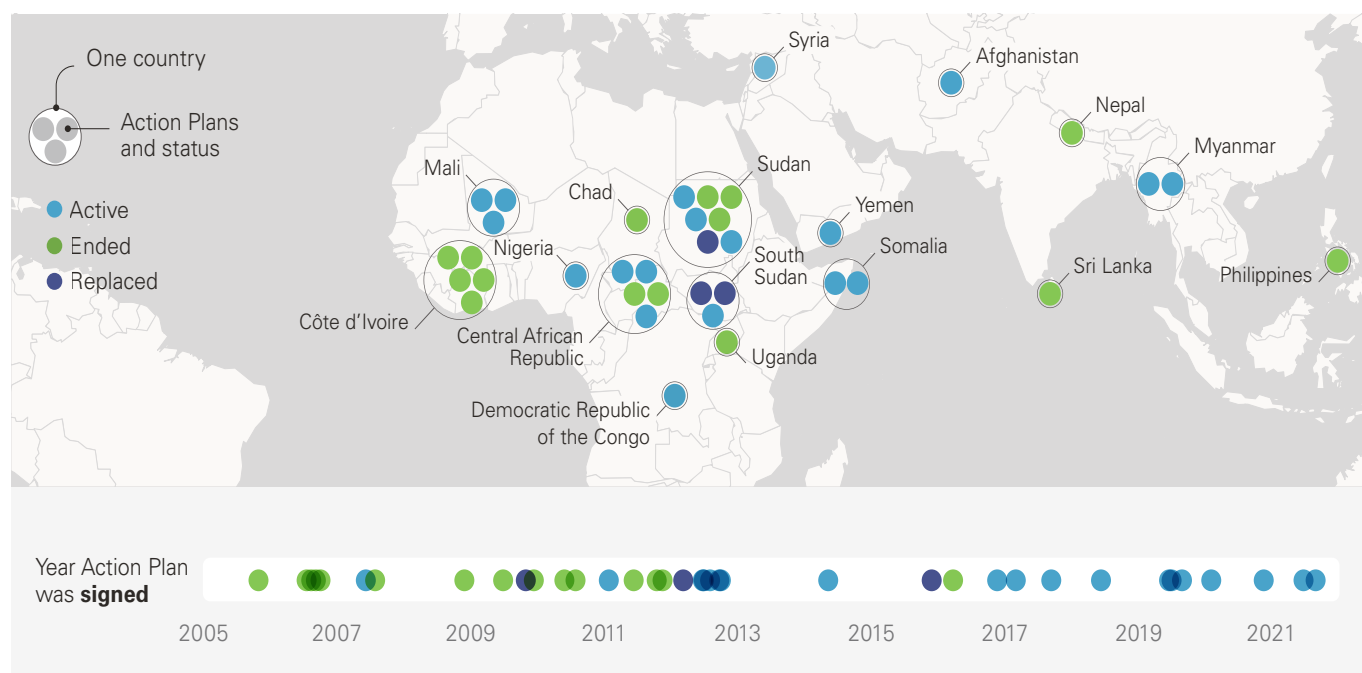 One country
Action Plans
and status
Active
Ended
Replaced
Syria
Afghanistan
Nepal
Myanmar
Mali
Chad
Sudan
Yemen
Nigeria
Somalia
South
Sudan
Sri Lanka
Philippines
Côte d'Ivoire
Central African
Republic
Uganda
Democratic Republic
of the Congo
Year Action Plan
was signed
2005
2007
2009
2011
2013
2015
2017
2019
2021